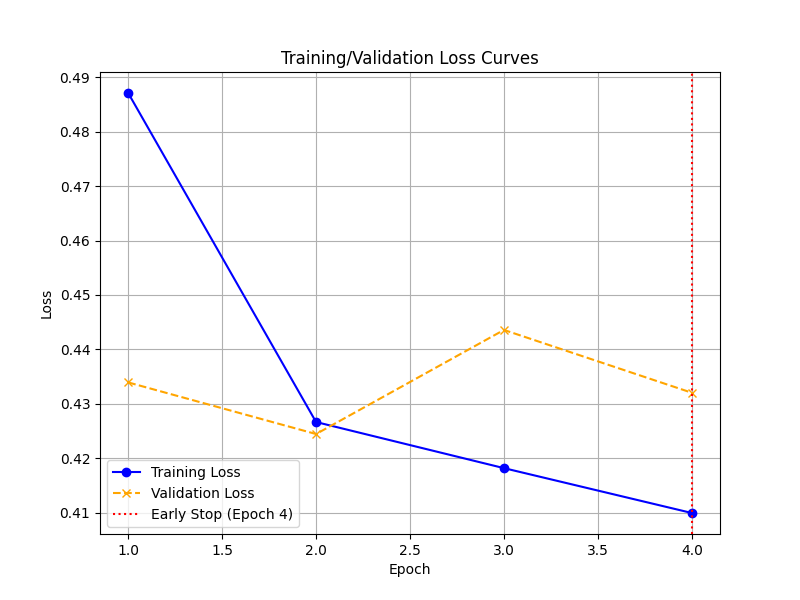 Training/Validation Loss Curves
0.49
0.48
0.47
0.46
0.45
0.44
0.43
0.42
0.41
Loss
Training Loss
Validation Loss
Early Stop (Epoch 4)
1.0 1.5 2.0 2.5 3.0 3.5 4.0
Epoch